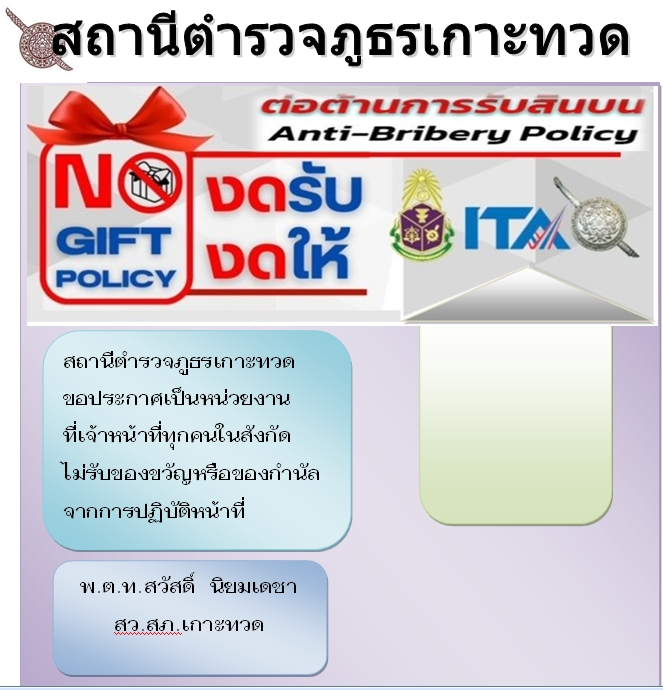 สถานีตำรวจภูธรเกาะทวด
ต่อต้านการรับสินบน
Anti-Bribery Policy
NO
GIFT
POLICY
งดรับ
งดให้
ITA
สถานีตำรวจภูธรเกาะทวด
ขอประกาศเป็นหน่วยงาน
ที่เจ้าหน้าที่ทุกคนในสังกัด
ไม่รับของขวัญหรือของกำนัล
จากการปฏิบัติหน้าที่
พ.ต.ท.สวัสดิ์ นิยมเดชา
สว.สภ.เกาะทวด